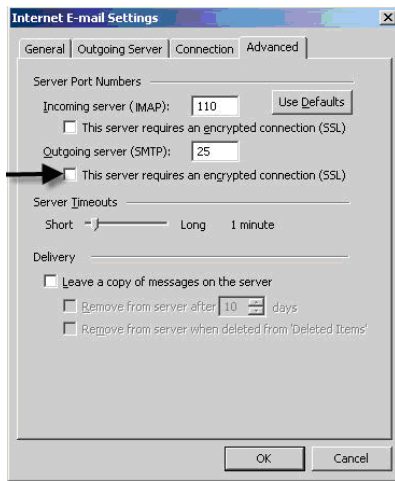 Internet E-mail Settings
General Outgoing Server Connection Advanced
Server Port Numbers
Incoming server (IMAP): 110 Use Defaults
This server requires an encrypted connection (SSL)
Outgoing server (SMTP): 25
This server requires an encrypted connection (SSL)
Server Timeouts
Short Long 1 minute
Delivery
Leave a copy of messages on the server
Remove from server after 10 days
Remove from server when deleted from 'Deleted Items'
OK Cancel